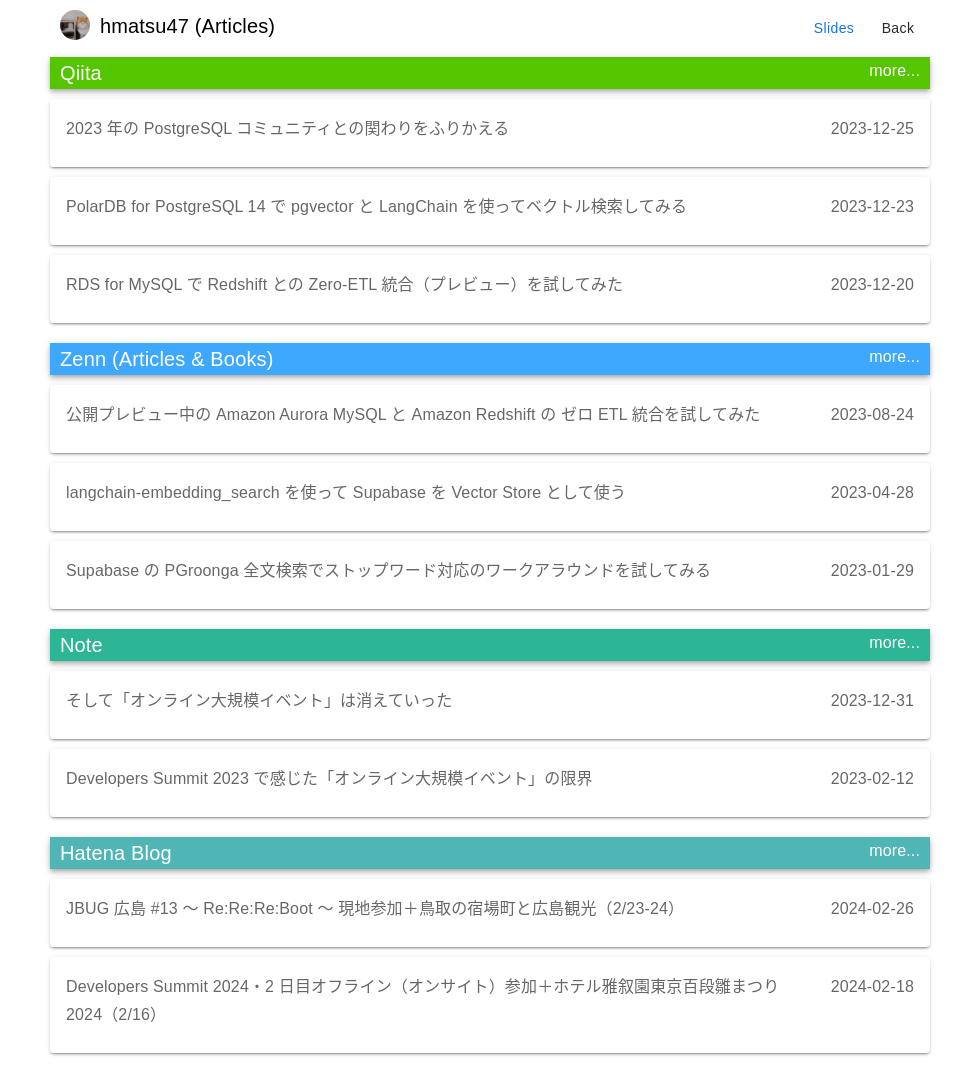 hmatsu47 (Articles)
Slides
Back
Qiita
more...
2023 年の PostgreSQL コミュニティとの関わりをふりかえる
2023-12-25
PolarDB for PostgreSQL 14 で pgvector と LangChain を使ってベクトル検索してみる
2023-12-23
RDS for MySQL で Redshift との Zero-ETL 統合（プレビュー）を試してみた
2023-12-20
Zenn (Articles & Books)
more...
公開プレビュー中の Amazon Aurora MySQL と Amazon Redshift の ゼロ ETL 統合を試してみた
2023-08-24
langchain-embedding_search を使って Supabase を Vector Store として使う
2023-04-28
Supabase の PGroonga 全文検索でストップワード対応のワークアラウンドを試してみる
2023-01-29
Note
more...
そして「オンライン大規模イベント」は消えていった
2023-12-31
Developers Summit 2023 で感じた「オンライン大規模イベント」の限界
2023-02-12
Hatena Blog
more...
JBUG 広島 #13 〜 Re:Re:Re:Boot 〜 現地参加＋鳥取の宿場町と広島観光（2/23-24）
2024-02-26
Developers Summit 2024・2 日目オフライン（オンサイト）参加＋ホテル雅叙園東京百段雛まつり
2024（2/16）
2024-02-18